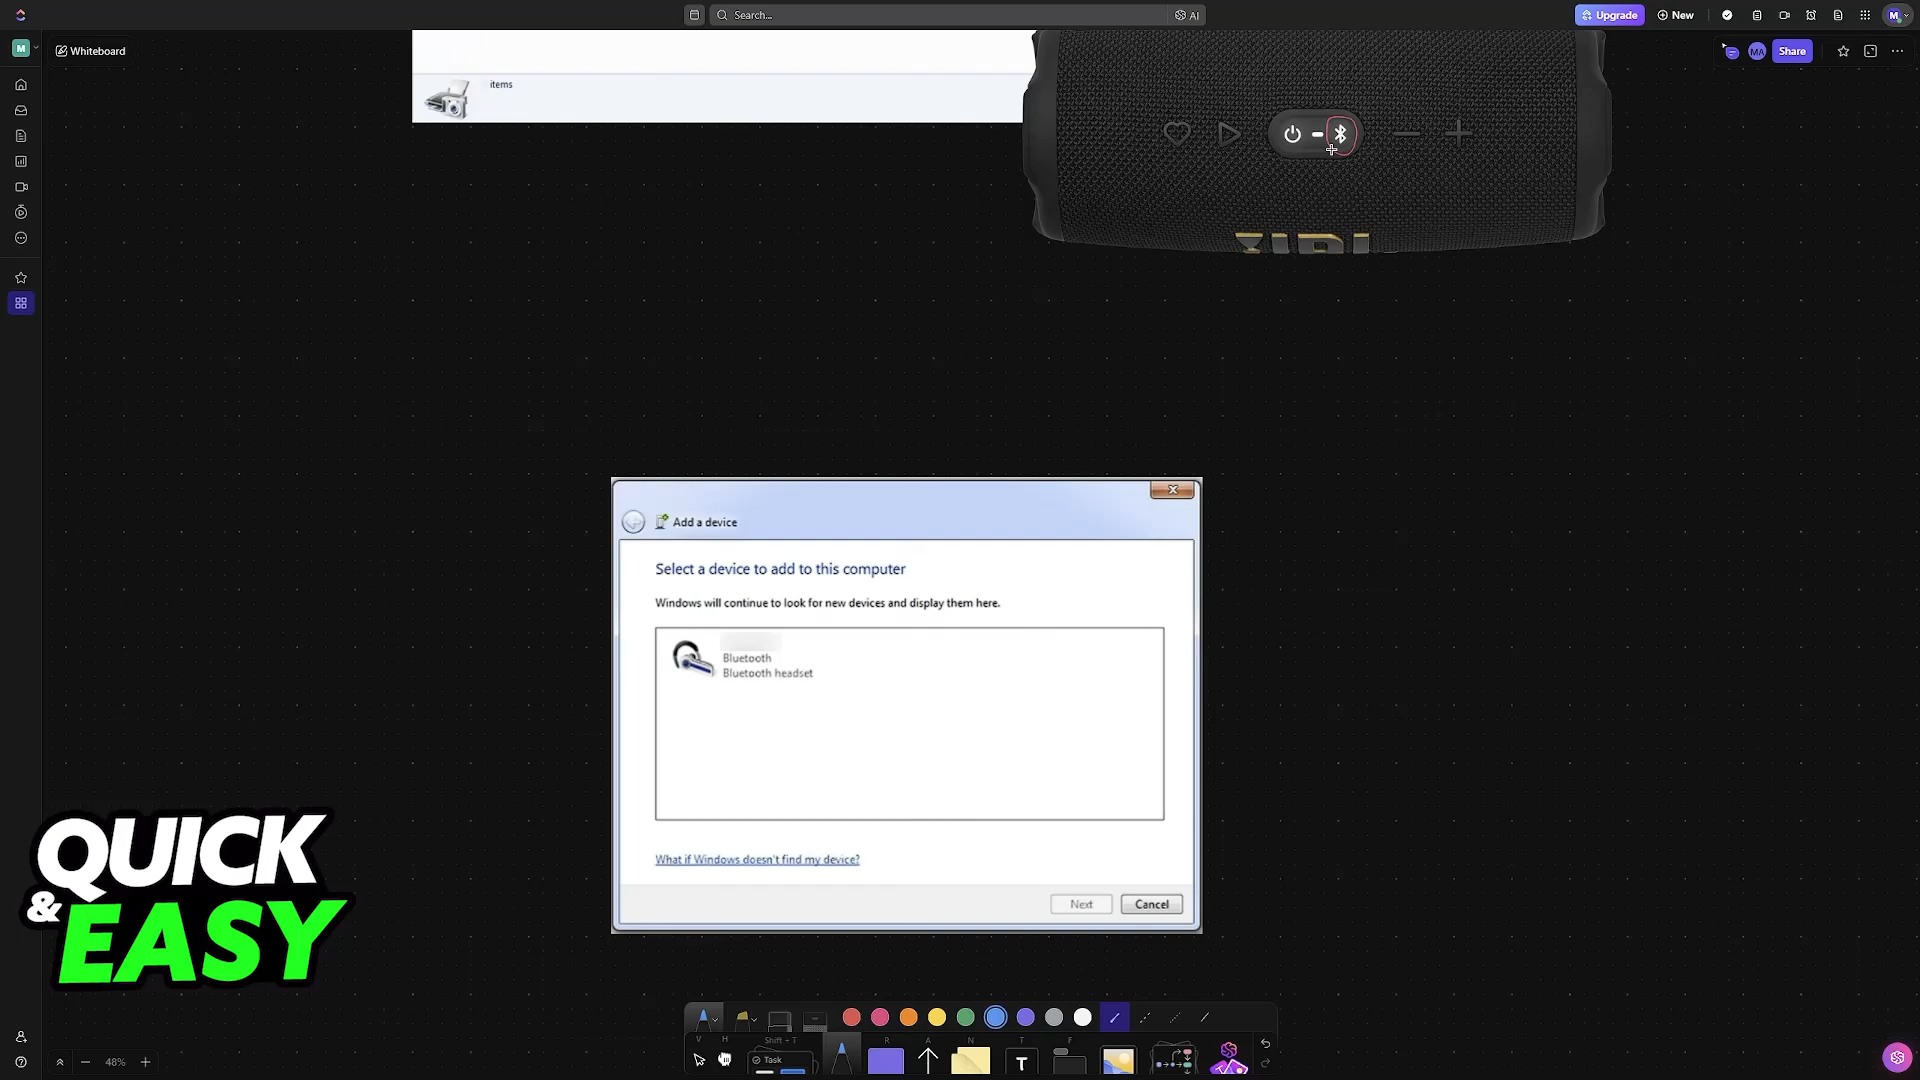 Search...
AI
Upgrade
New
M
M
Whiteboard
MA
Share
items
Add a device
Select a device to add to this computer
Windows will continue to look for new devices and display them here.
Bluetooth
Bluetooth headset
What if Windows doesn't find my device?
Next
Cancel
QUICK
& EASY
V
H
Shift + T
R
A
N
T
F
Task
T
48%